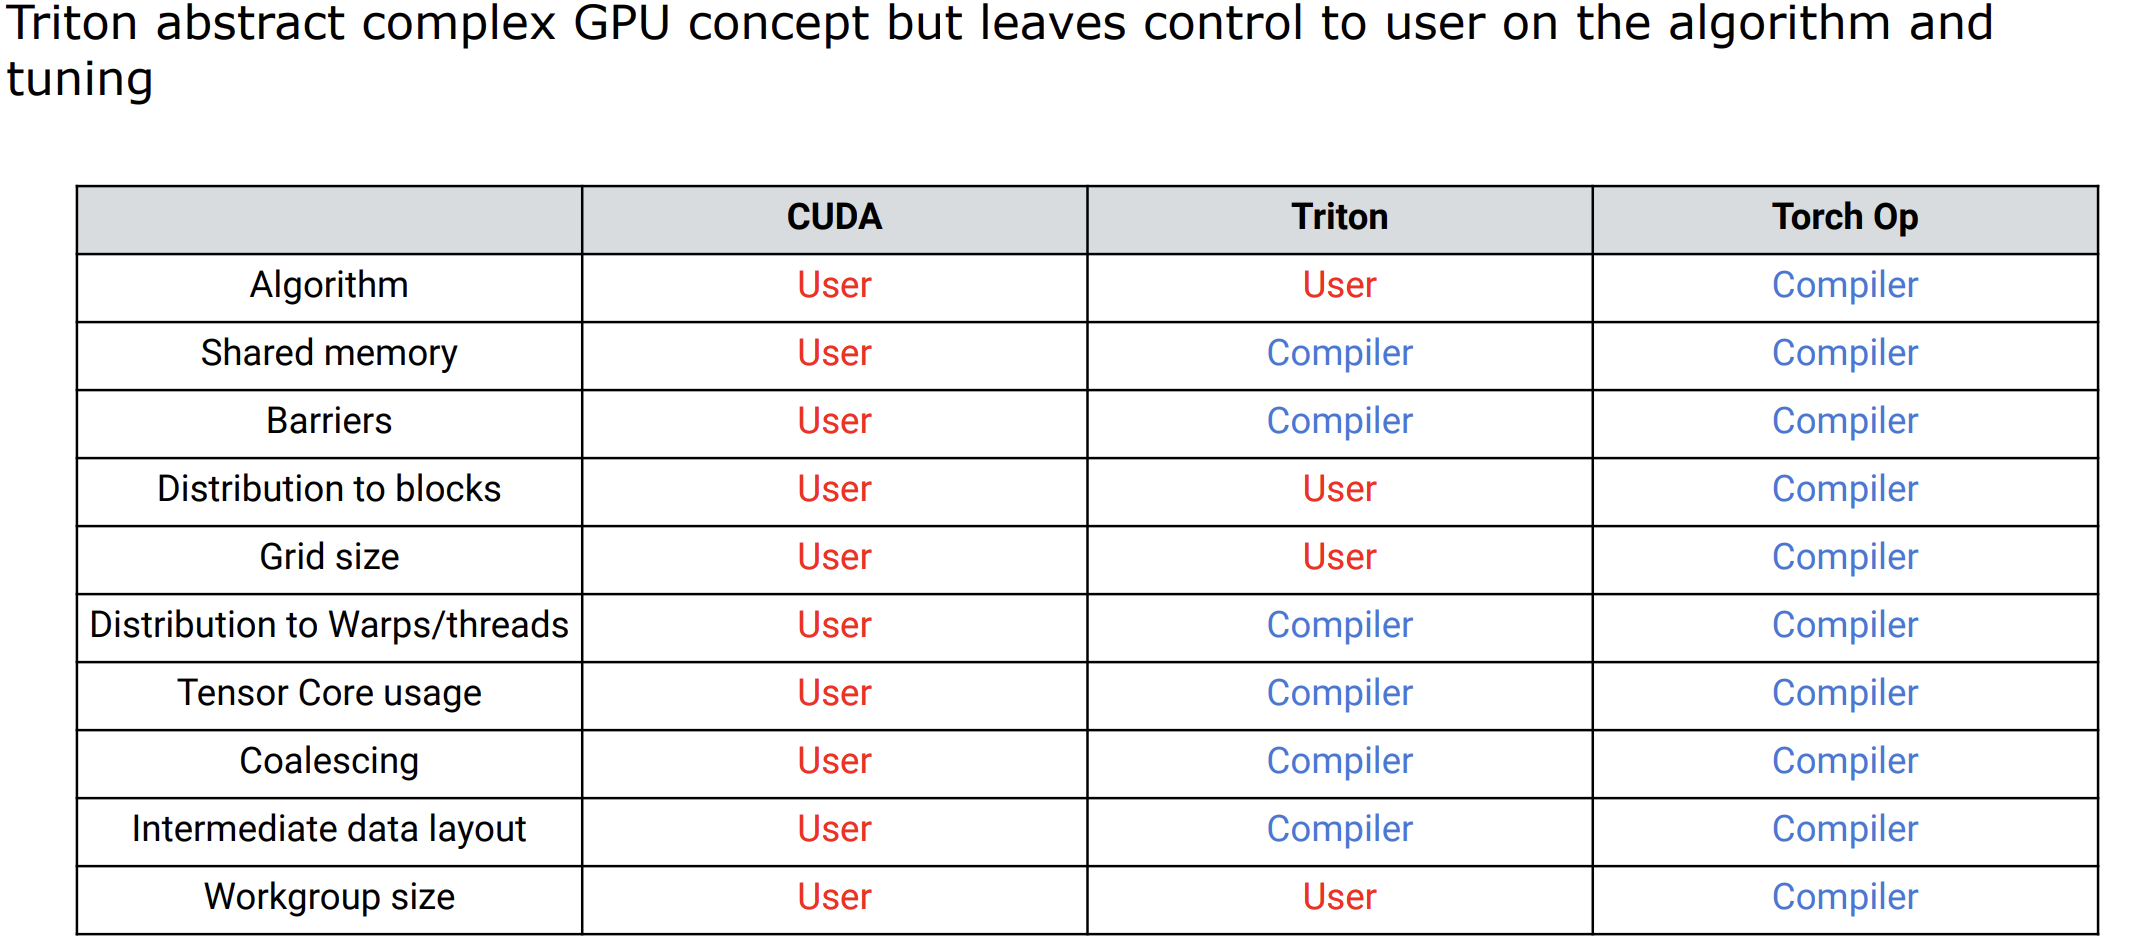 Triton abstract complex GPU concept but leaves control to user on the algorithm and
tuning
CUDA Triton Torch Op
Algorithm User User Compiler
Shared memory User Compiler Compiler
Barriers User Compiler Compiler
Distribution to blocks User User Compiler
Grid size User User Compiler
Distribution to Warps/threads User Compiler Compiler
Tensor Core usage User Compiler Compiler
Coalescing User Compiler Compiler
Intermediate data layout User Compiler Compiler
Workgroup size User User Compiler